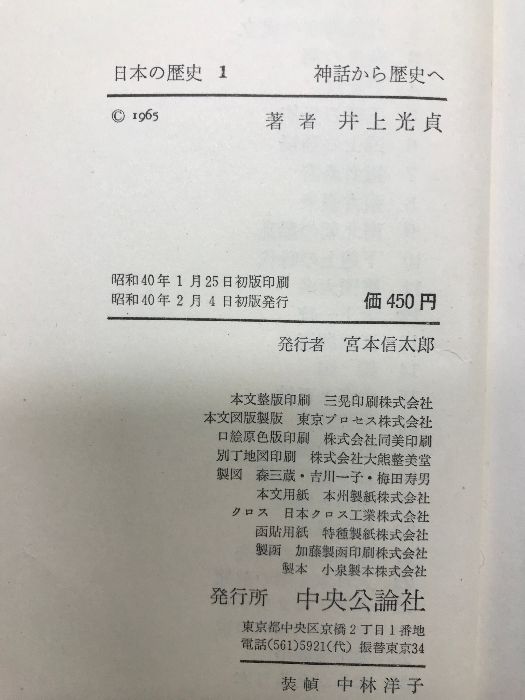 日本の歴史 1 神話から歴史へ
© 1965 著者 井上光貞
昭和40年1月25日初版印刷
昭和40年2月4日初版発行 価450円
発行者 宮本信太郎
本文整版印刷 三晃印刷株式会社
本文図版製版 東京プロセス株式会社
口絵原色版印刷 株式会社同美印刷
別丁地図印刷 株式会社大熊整美堂
製図 森三蔵・吉川一子・梅田寿男
本文用紙 本州製紙株式会社
クロス 日本クロス工業株式会社
函貼用紙 特種製紙株式会社
製函 加藤製函印刷株式会社
製本 小泉製本株式会社
発行所 中央公論社
東京都中央区京橋2丁目1番地
電話(561)5921(代) 振替東京34
装幀 中林洋子